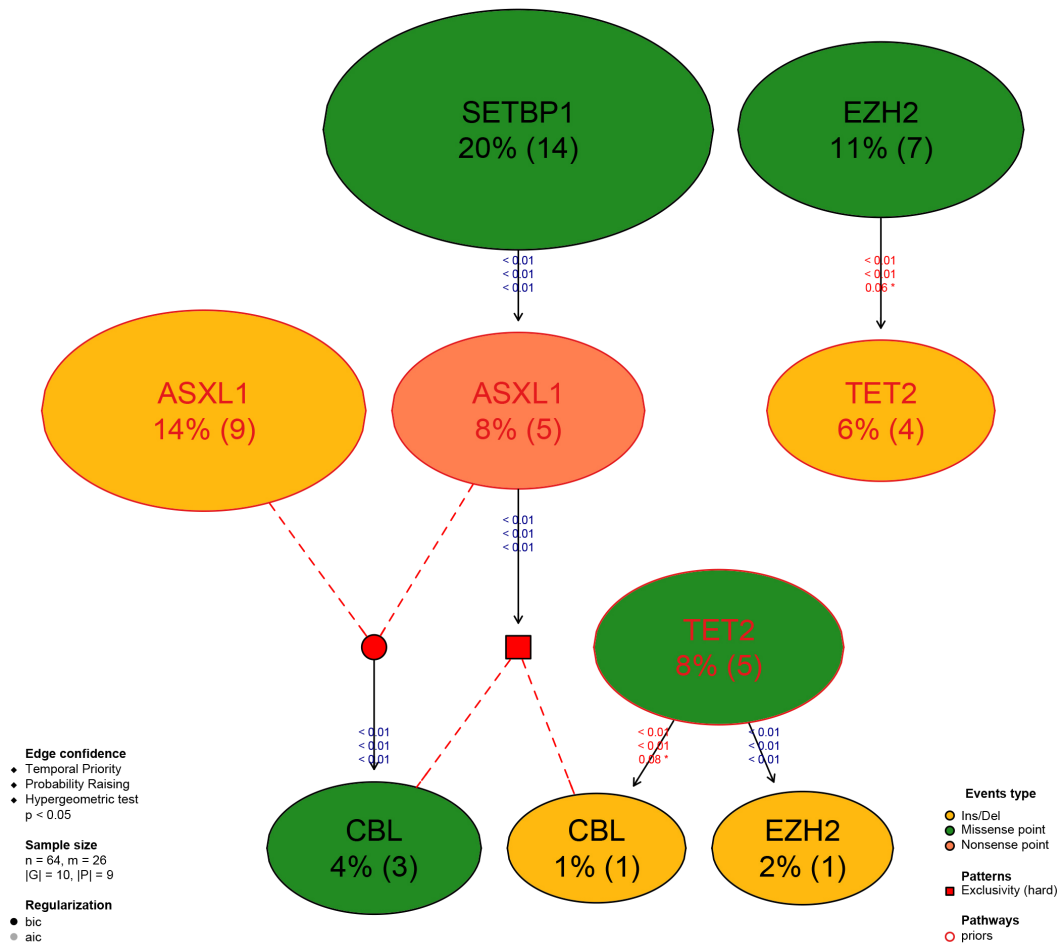 SETBP1
20% (14)
EZH2
11% (7)
< 0.01
< 0.01
< 0.01
< 0.01
< 0.01
0.06 *
ASXL1
14% (9)
ASXL1
8% (5)
TET2
6% (4)
< 0.01
< 0.01
< 0.01
TET2
8% (5)
< 0.01
< 0.01
< 0.01
< 0.01
< 0.01
0.08 *
< 0.01
< 0.01
< 0.01
CBL
4% (3)
CBL
1% (1)
EZH2
2% (1)
Edge confidence
Temporal Priority
Probability Raising
Hypergeometric test
p < 0.05
Sample size
n = 64, m = 26
|G| = 10, |P| = 9
Regularization
bic
aic
Events type
Ins/Del
Missense point
Nonsense point
Patterns
Exclusivity (hard)
Pathways
priors